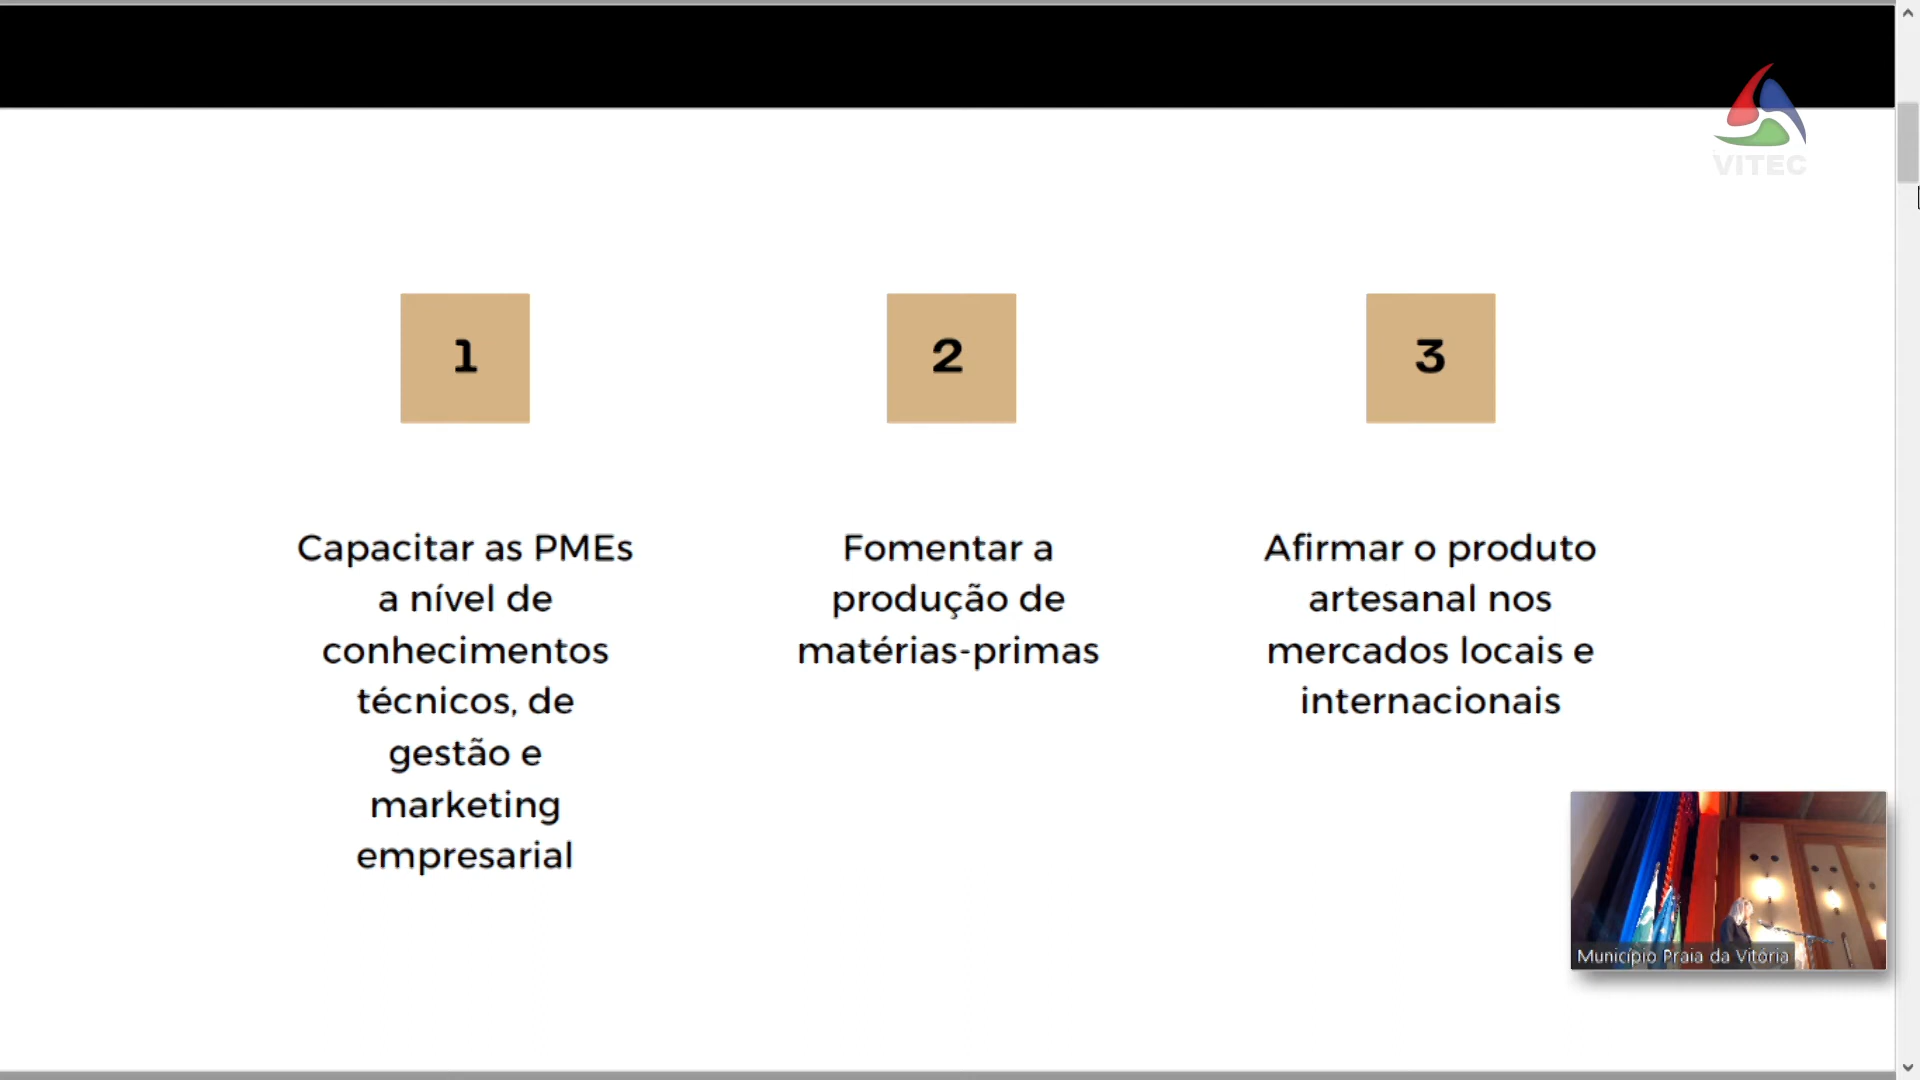 VITEC
1
Capacitar as PMEs
a nível de
conhecimentos
técnicos, de
gestão e
marketing
empresarial
2
Fomentar a
produção de
matérias-primas
3
Afirmar o produto
artesanal nos
mercados locais e
internacionais
Município Praia da Vitória